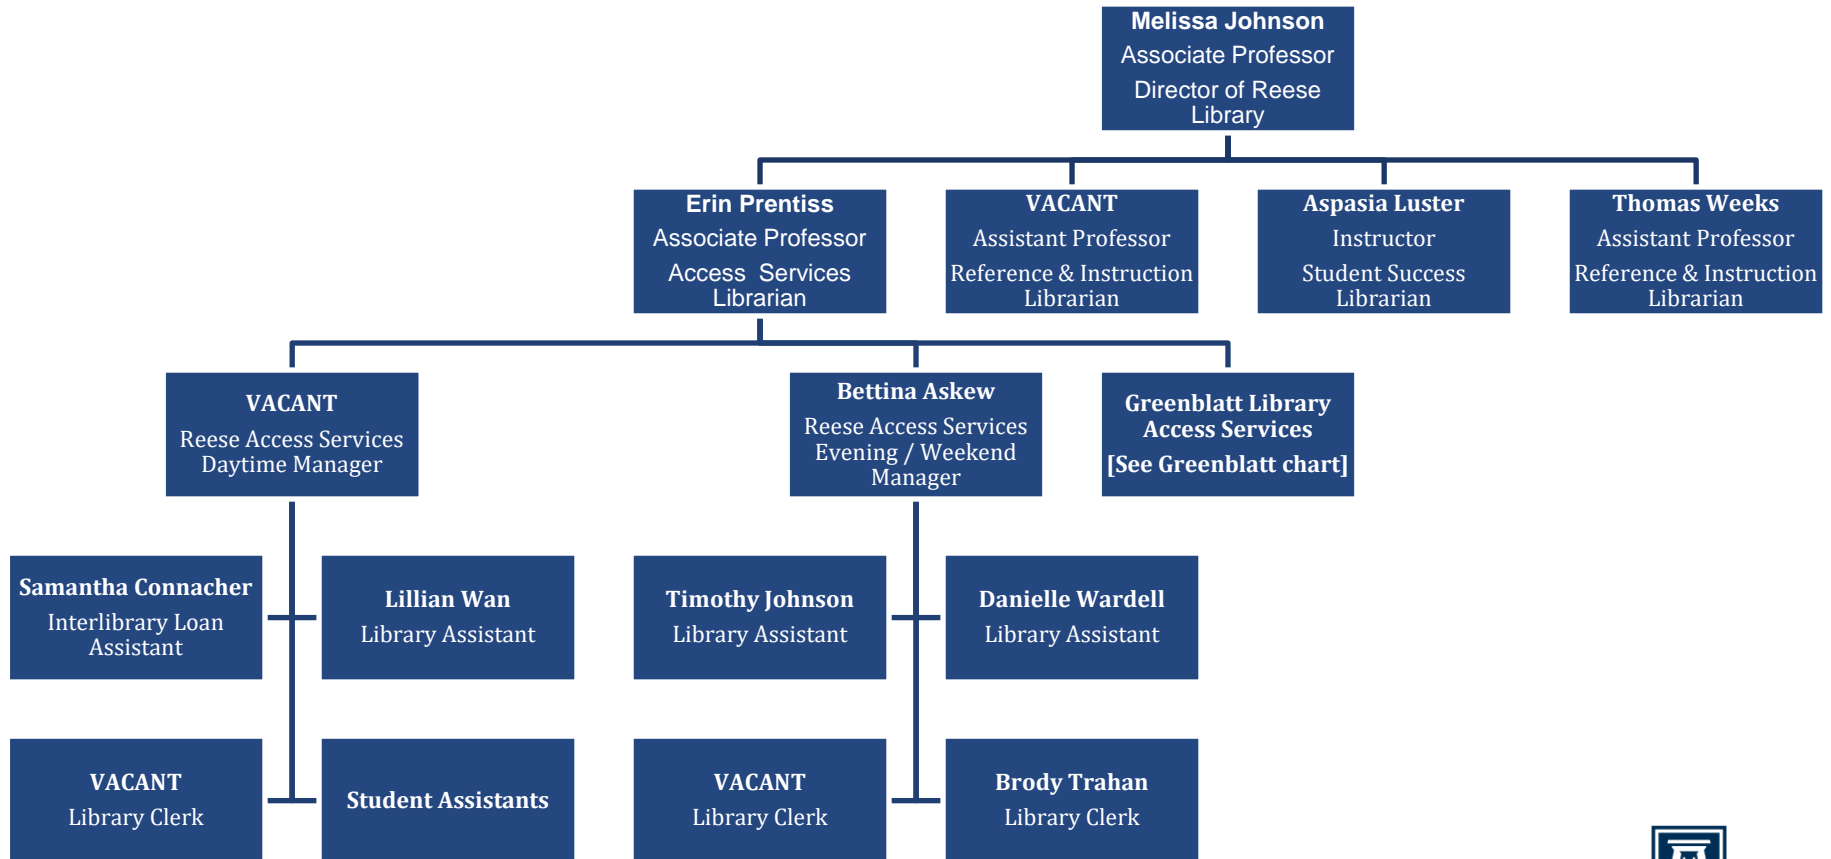 Melissa Johnson
Associate Professor
Director of Reese
Library
Erin Prentiss
Associate Professor
Access  Services
Librarian
VACANT
Assistant Professor
Reference & Instruction
Librarian
Aspasia Luster
Instructor
Student Success
Librarian
Thomas Weeks
Assistant Professor
Reference & Instruction
Librarian
VACANT
Reese Access Services
Daytime Manager
Bettina Askew
Reese Access Services
Evening / Weekend
Manager
Greenblatt Library
Access Services
[See Greenblatt chart]
Samantha Connacher
Interlibrary Loan
Assistant
Lillian Wan
Library Assistant
Timothy Johnson
Library Assistant
Danielle Wardell
Library Assistant
VACANT
Library Clerk
Student Assistants
VACANT
Library Clerk
Brody Trahan
Library Clerk